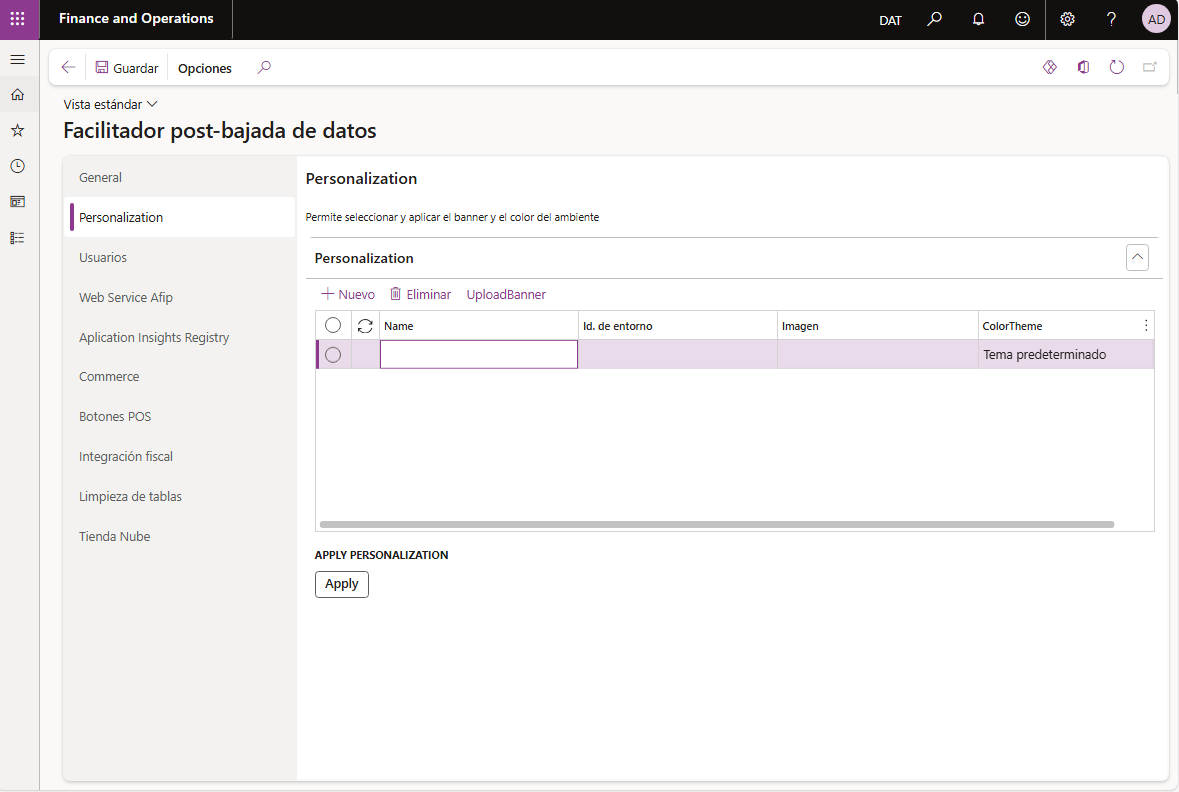 Finance and Operations
DAT
?
AD
Guardar
Opciones
Vista estándar
Facilitador post-bajada de datos
General
Personalization
Usuarios
Web Service Afip
Aplication Insights Registry
Commerce
Botones POS
Integración fiscal
Limpieza de tablas
Tienda Nube
Personalization
Permite seleccionar y aplicar el banner y el color del ambiente
Personalization
Nuevo Eliminar UploadBanner
Name Id. de entorno Imagen ColorTheme
Tema predeterminado
APPLY PERSONALIZATION
Apply